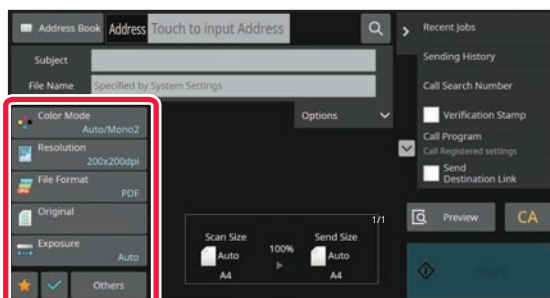 Address Book Address Touch to input Address
Subject
File Name Specified by System Settings
Color Mode
Auto/Mono2
Resolution
200x200dpi
File Format
PDF
Original
Exposure
Auto
Others
Options
1/1
Scan Size
Auto
A4
100%
Send Size
Auto
A4
Recent Jobs
Sending History
Call Search Number
Verification Stamp
Call Program
Call Registered settings
Send
Destination Link
Preview CA
Start